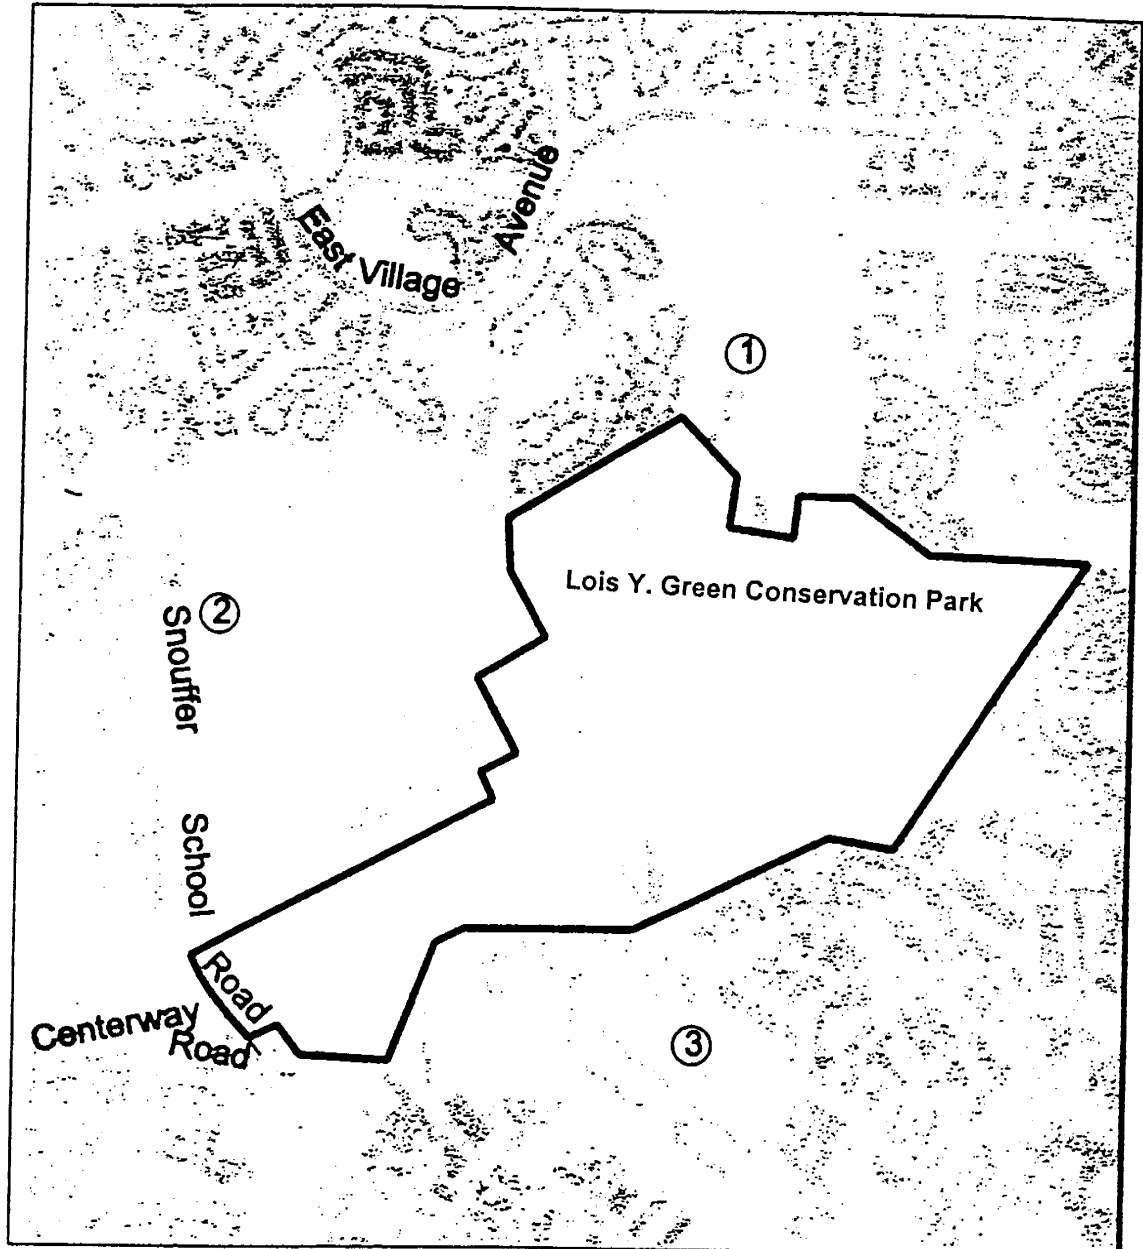 East Village
Avenue
1
Lois Y. Green Conservation Park
2
Snouffer
School
Road
Centerway
Road
3